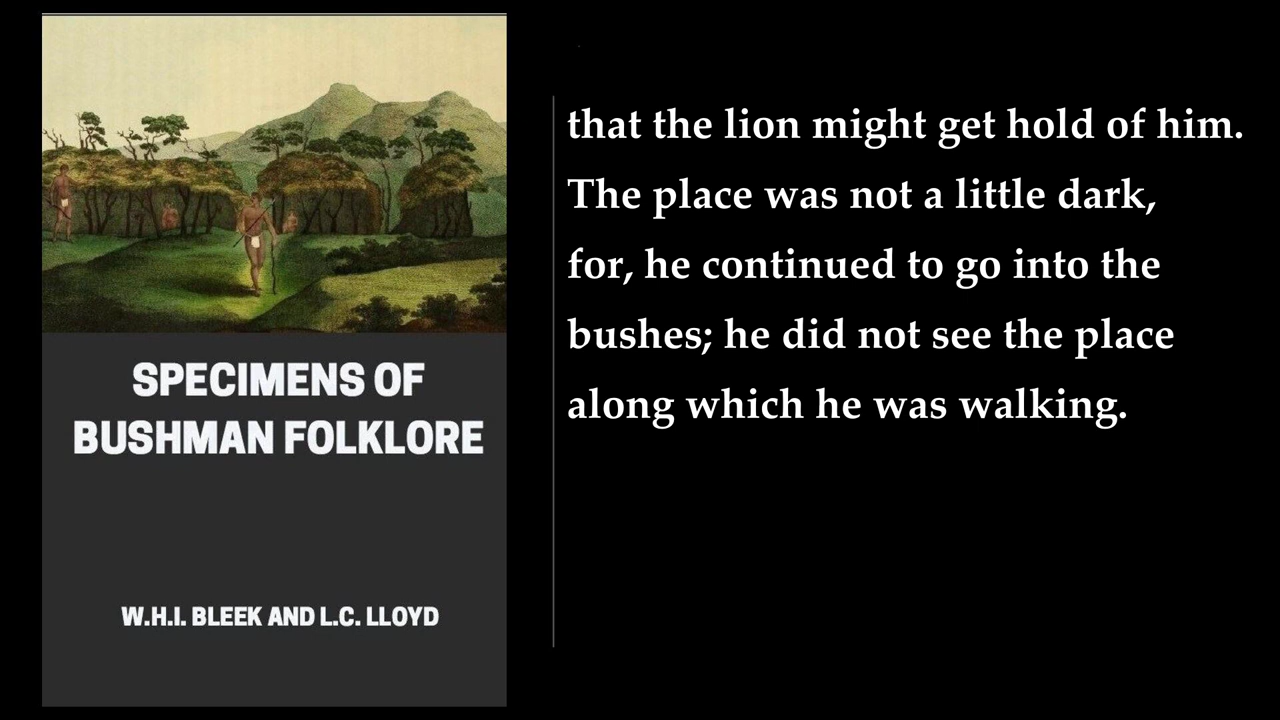 SPECIMENS OF
BUSHMAN FOLKLORE
W.H.I. BLEEK AND L.C. LLOYD
that the lion might get hold of him.
The place was not a little dark,
for, he continued to go into the
bushes; he did not see the place
along which he was walking.